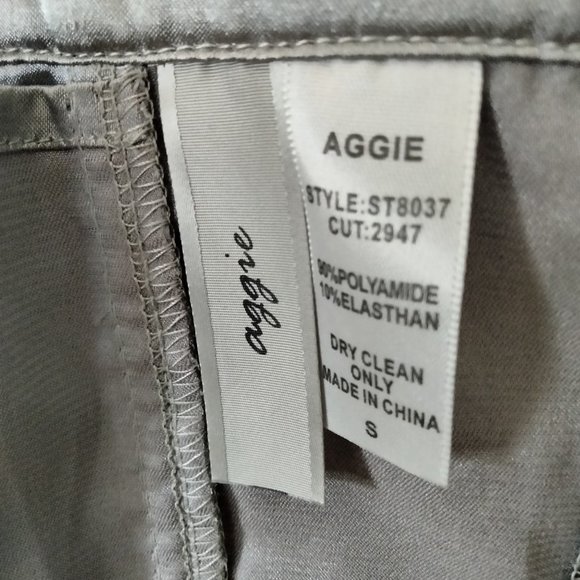 aggie
AGGIE
STYLE:ST8037
CUT:2947
90%POLYAMIDE
10%ELASTHAN
DRY CLEAN
ONLY
MADE IN CHINA
S